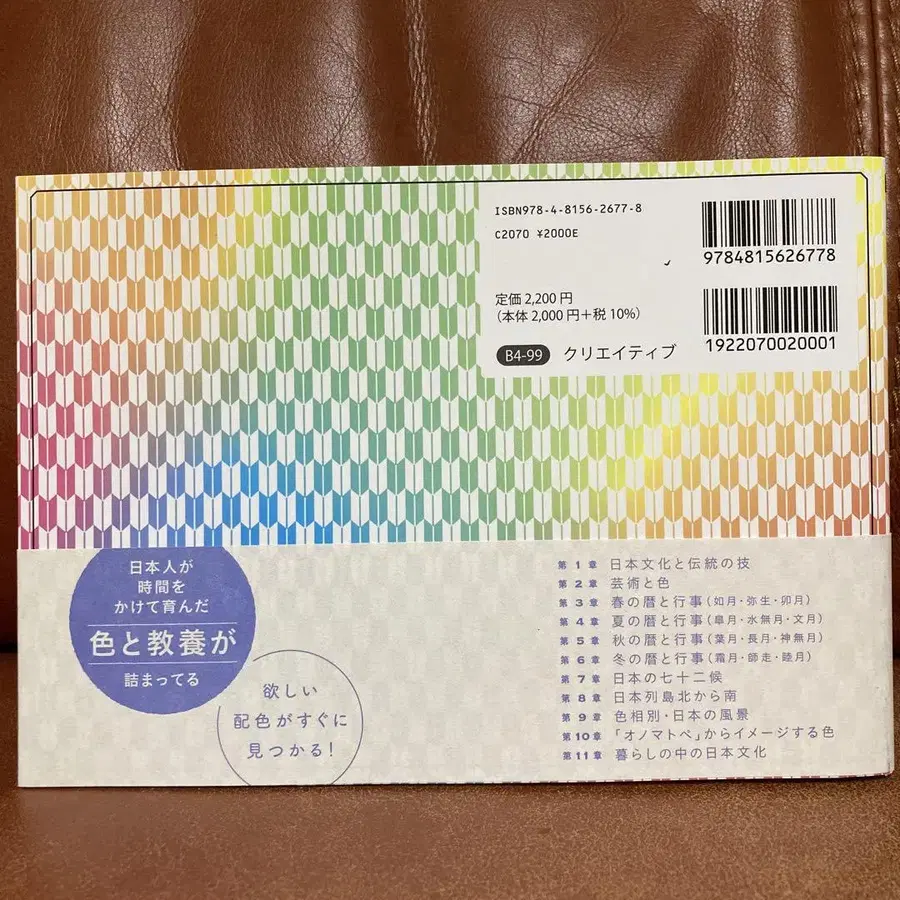 ISBN978-4-8156-2677-8
C2070 ¥2000E
9784815626778
定価 2,200 円
(本体 2,000 円＋税 10%)
1922070020001
B4-99 クリエイティブ
日本人が
時間を
かけて育んだ
色と教養が
詰まってる
欲しい
配色がすぐに
見つかる!
第 1 章 日本文化と伝統の技
第 2 章 芸術と色
第 3 章 春の暦と行事(如月・弥生・卯月)
第 4 章 夏の暦と行事(皐月・水無月・文月)
第 5 章 秋の暦と行事(葉月・長月・神無月)
第 6 章 冬の暦と行事(霜月・師走・睦月)
第 7 章 日本の七十二候
第 8 章 日本列島北から南
第 9 章 色相別・日本の風景
第 10 章 「オノマトペ」からイメージする色
第 11 章 暮らしの中の日本文化